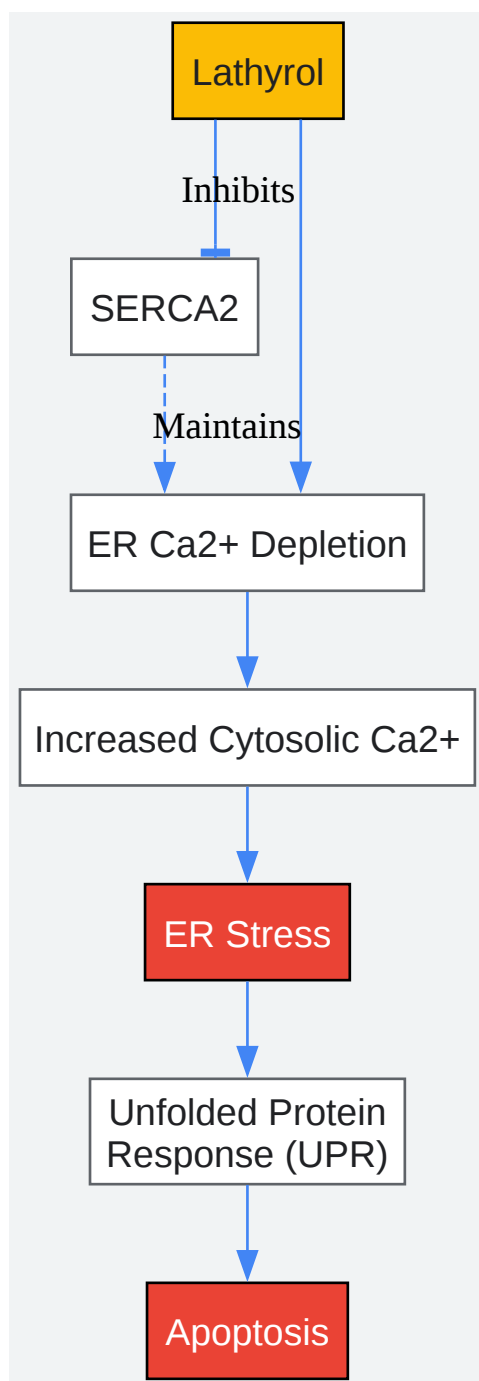 Lathyrol
Inhibits
SERCA2
Maintains
ER Ca2+ Depletion
Increased Cytosolic Ca2+
ER Stress
Unfolded Protein
Response (UPR)
Apoptosis